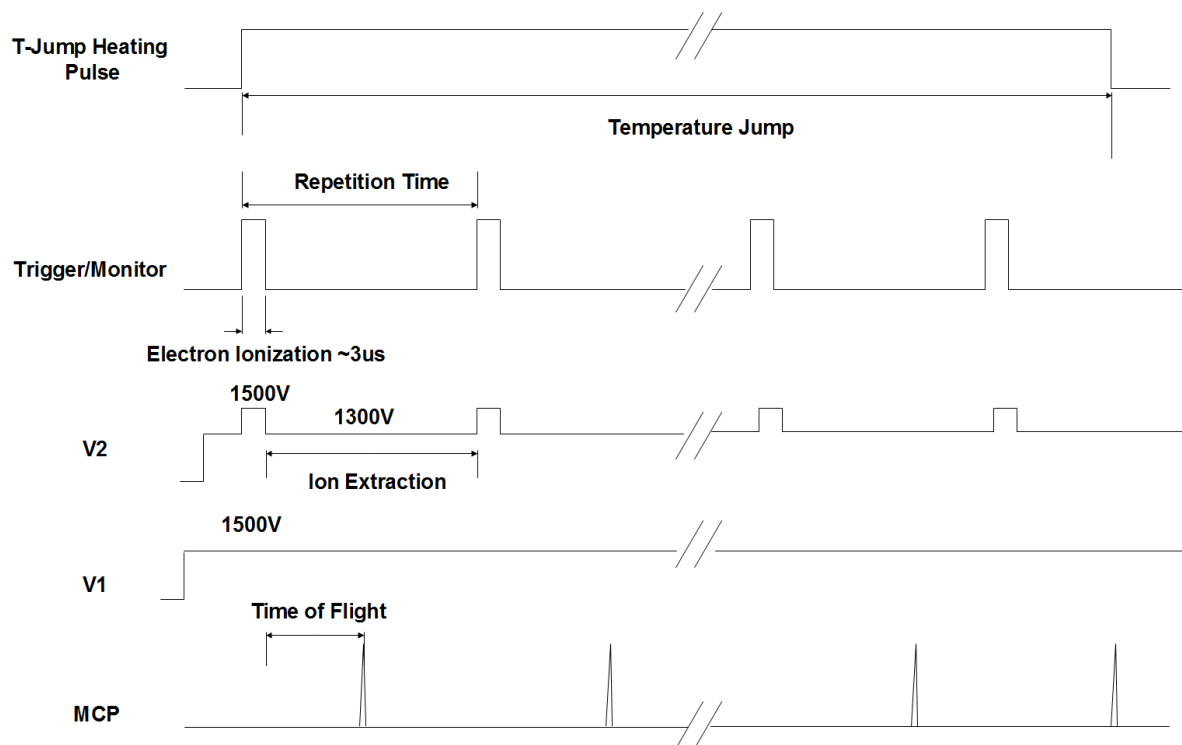 T-Jump Heating
Pulse
Temperature Jump
Repetition Time
Trigger/Monitor
Electron Ionization ~3us
1500V
1300V
V2
Ion Extraction
1500V
V1
Time of Flight
MCP